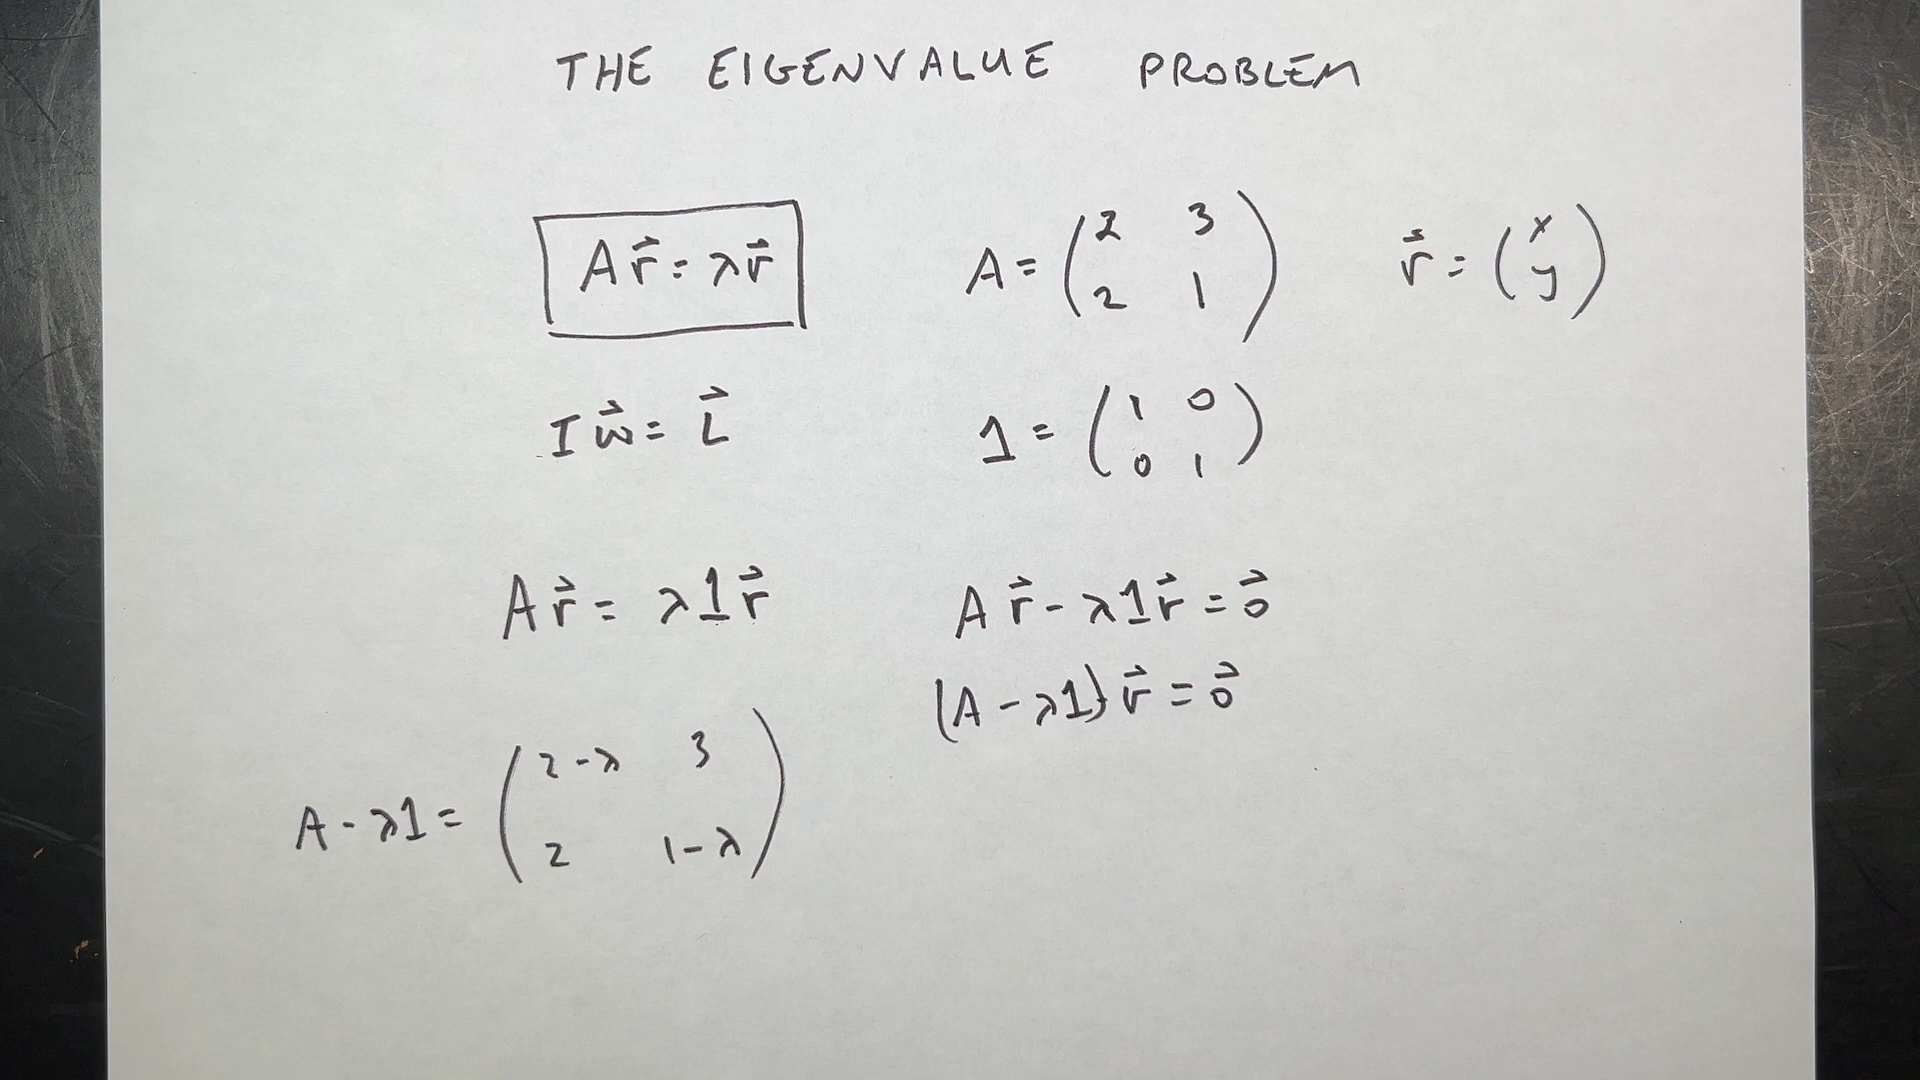 THE EIGENVALUE PROBLEM
A r⃗ = λ r⃗
A = ( 2 3 ; 2 1 )
r⃗ = ( x ; y )
I ω⃗ = L⃗
1 = ( 1 0 ; 0 1 )
A r⃗ = λ 1 r⃗
A r⃗ - λ 1 r⃗ = 0⃗
(A - λ1) r⃗ = 0⃗
A - λ1 = ( 2-λ 3 ; 2 1-λ )